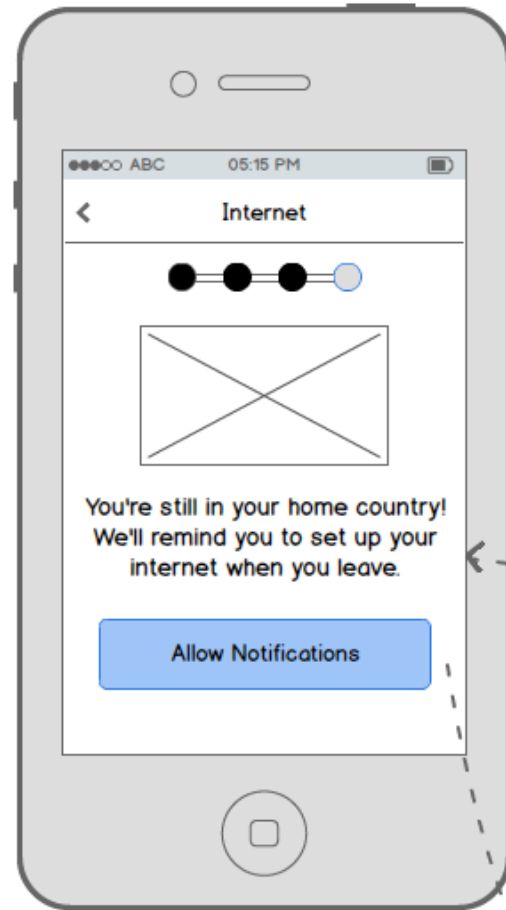 ABC 05:15 PM
Internet
You're still in your home country!
We'll remind you to set up your
internet when you leave.
Allow Notifications